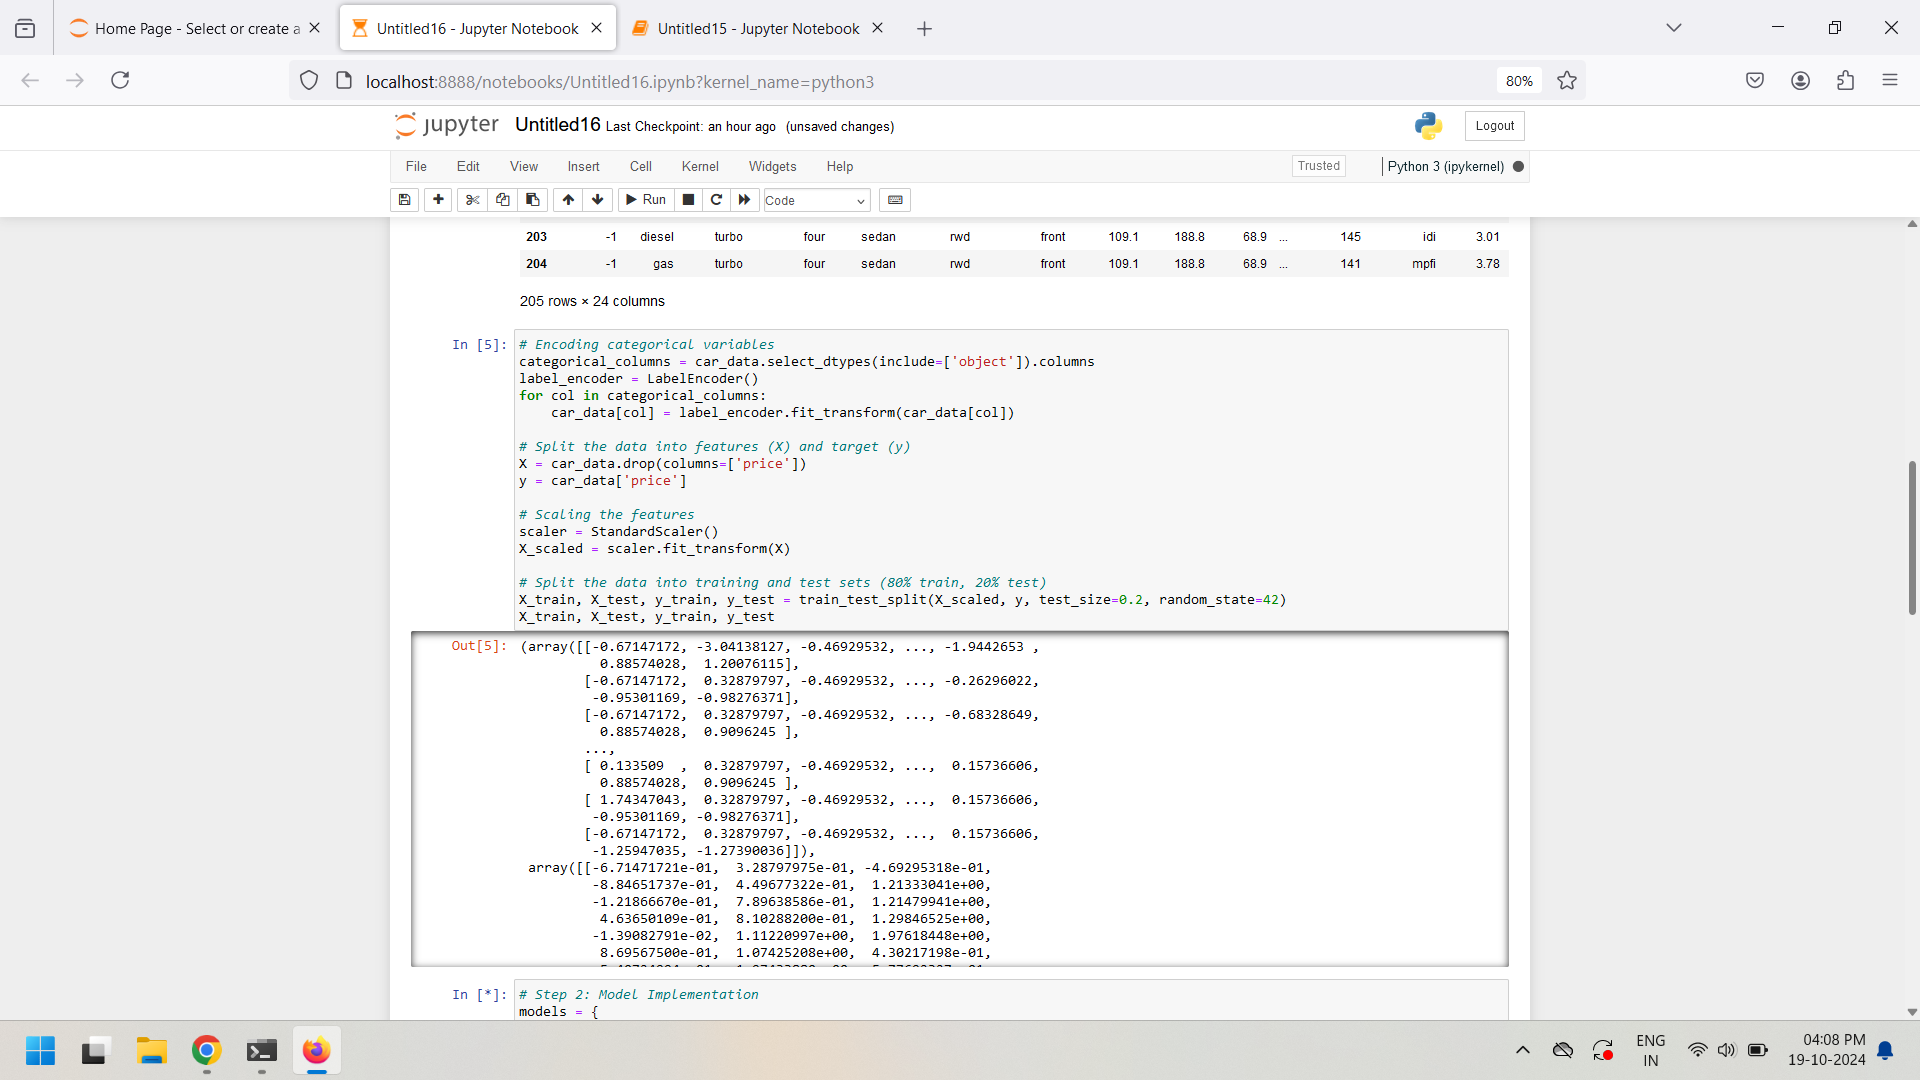 Home Page - Select or create a
Untitled16 - Jupyter Notebook
Untitled15 - Jupyter Notebook
localhost:8888/notebooks/Untitled16.ipynb?kernel_name=python3
80%
jupyter Untitled16 Last Checkpoint: an hour ago (unsaved changes)
Logout
File Edit View Insert Cell Kernel Widgets Help
Trusted
Python 3 (ipykernel)
Run
Code
203 -1 diesel turbo four sedan rwd front 109.1 188.8 68.9 ... 145 idi 3.01
204 -1 gas turbo four sedan rwd front 109.1 188.8 68.9 ... 141 mpfi 3.78
205 rows × 24 columns
In [5]: # Encoding categorical variables
categorical_columns = car_data.select_dtypes(include=['object']).columns
label_encoder = LabelEncoder()
for col in categorical_columns:
    car_data[col] = label_encoder.fit_transform(car_data[col])
# Split the data into features (X) and target (y)
X = car_data.drop(columns=['price'])
y = car_data['price']
# Scaling the features
scaler = StandardScaler()
X_scaled = scaler.fit_transform(X)
# Split the data into training and test sets (80% train, 20% test)
X_train, X_test, y_train, y_test = train_test_split(X_scaled, y, test_size=0.2, random_state=42)
X_train, X_test, y_train, y_test
Out[5]: (array([[-0.67147172, -3.04138127, -0.46929532, ..., -1.9442653 ,
0.88574028, 1.20076115],
[-0.67147172, 0.32879797, -0.46929532, ..., -0.26296022,
-0.95301169, -0.98276371],
[-0.67147172, 0.32879797, -0.46929532, ..., -0.68328649,
0.88574028, 0.9096245 ],
...,
[ 0.133509 , 0.32879797, -0.46929532, ..., 0.15736606,
0.88574028, 0.9096245 ],
[ 1.74347043, 0.32879797, -0.46929532, ..., 0.15736606,
-0.95301169, -0.98276371],
[-0.67147172, 0.32879797, -0.46929532, ..., 0.15736606,
-1.25947035, -1.27390036]]),
array([[-6.71471721e-01, 3.28797975e-01, -4.69295318e-01,
-8.84651737e-01, 4.49677322e-01, 1.21333041e+00,
-1.21866670e-01, 7.89638586e-01, 1.21479941e+00,
4.63650109e-01, 8.10288200e-01, 1.29846525e+00,
-1.39082791e-02, 1.11220997e+00, 1.97618448e+00,
8.69567500e-01, 1.07425208e+00, 4.30217198e-01,
In [*]: # Step 2: Model Implementation
models = {
ENG
IN
04:08 PM
19-10-2024